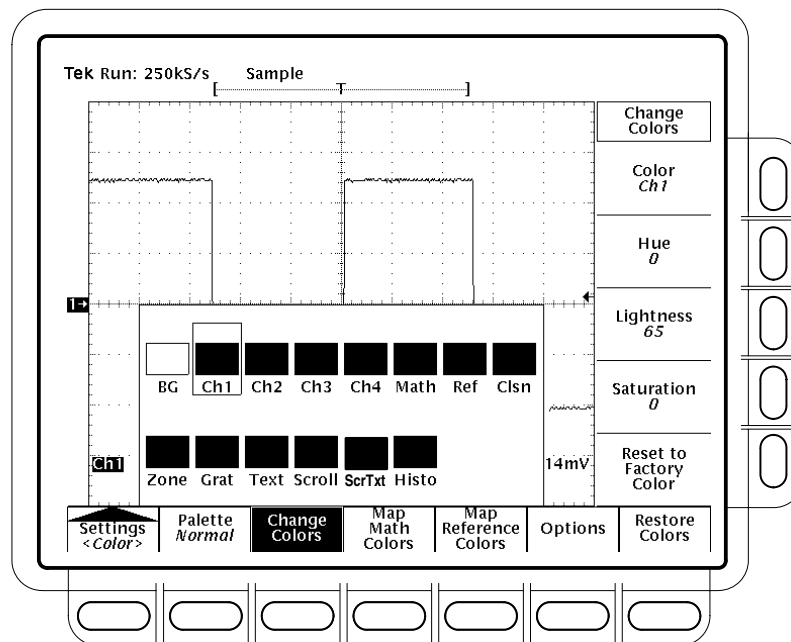 Tek Run: 250kS/s Sample
[ T ]
Change
Colors
Color
Ch1
Hue
0
Lightness
65
Saturation
0
Reset to
Factory
Color
1→
BG Ch1 Ch2 Ch3 Ch4 Math Ref Clsn
Zone Grat Text Scroll ScrTxt Histo
Ch1
14mV
Settings
<Color>
Palette
Normal
Change
Colors
Map
Math
Colors
Map
Reference
Colors
Options
Restore
Colors